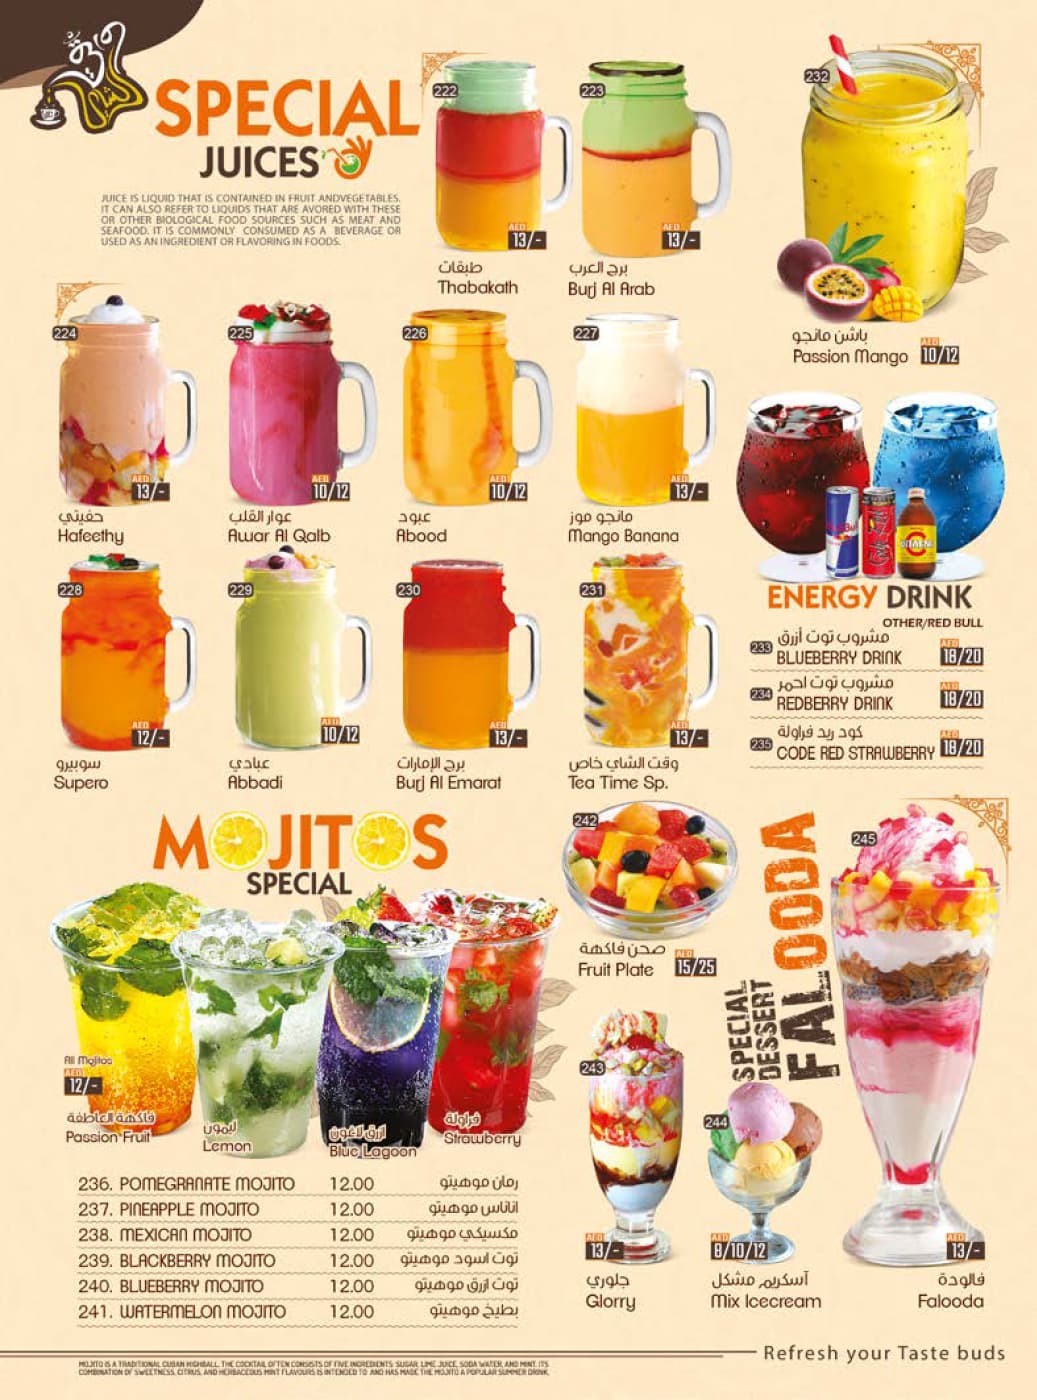 SPECIAL
JUICES
JUICE IS LIQUID THAT IS CONTAINED IN FRUIT ANDVEGETABLES.
IT CAN ALSO REFER TO LIQUIDS THAT ARE AVORED WITH THESE
OR OTHER BIOLOGICAL FOOD SOURCES SUCH AS MEAT AND
SEAFOOD. IT IS COMMONLY CONSUMED AS A BEVERAGE OR
USED AS AN INGREDIENT OR FLAVORING IN FOODS.
222
AED
13/-
طبقات
Thabakath
223
AED
13/-
برج العرب
Burj Al Arab
232
باشن مانجو
Passion Mango
AED
10/12
224
AED
13/-
حفيتي
Hafeethy
225
AED
10/12
عوار القلب
Awar Al Qalb
226
AED
10/12
عبود
Abood
227
AED
13/-
مانجو موز
Mango Banana
228
AED
12/-
سوبيرو
Supero
229
AED
10/12
عبادي
Abbadi
230
AED
13/-
برج الإمارات
Burj Al Emarat
231
AED
13/-
وقت الشاي خاص
Tea Time Sp.
ENERGY DRINK
OTHER/RED BULL
233
مشروب توت أزرق
BLUEBERRY DRINK
AED
18/20
234
مشروب توت احمر
REDBERRY DRINK
AED
18/20
235
كود ريد فراولة
CODE RED STRAWBERRY
AED
18/20
MOJITOS
SPECIAL
All Mojitos
AED
12/-
فاكهة العاطفة
Passion Fruit
ليمون
Lemon
ازرق لاغون
Blue Lagoon
فراولة
Strawberry
236. POMEGRANATE MOJITO 12.00 رمان موهيتو
237. PINEAPPLE MOJITO 12.00 اناناس موهيتو
238. MEXICAN MOJITO 12.00 مكسيكي موهيتو
239. BLACKBERRY MOJITO 12.00 توت اسود موهيتو
240. BLUEBERRY MOJITO 12.00 توت ازرق موهيتو
241. WATERMELON MOJITO 12.00 بطيخ موهيتو
242
صحن فاكهة
Fruit Plate
AED
15/25
SPECIAL
DESSERT
FALOODA
243
AED
13/-
جلوري
Glorry
244
AED
8/10/12
آسكريم مشكل
Mix Icecream
245
AED
13/-
فالودة
Falooda
Refresh your Taste buds
MOJITO IS A TRADITIONAL CUBAN HIGHBALL. THE COCKTAIL OFTEN CONSISTS OF FIVE INGREDIENTS: SUGAR, LIME JUICE, SODA WATER, AND MINT. ITS
COMBINATION OF SWEETNESS, CITRUS, AND HERBACEOUS MINT FLAVOURS IS INTENDED TO AND HAS MADE THE MOJITO A POPULAR SUMMER DRINK.